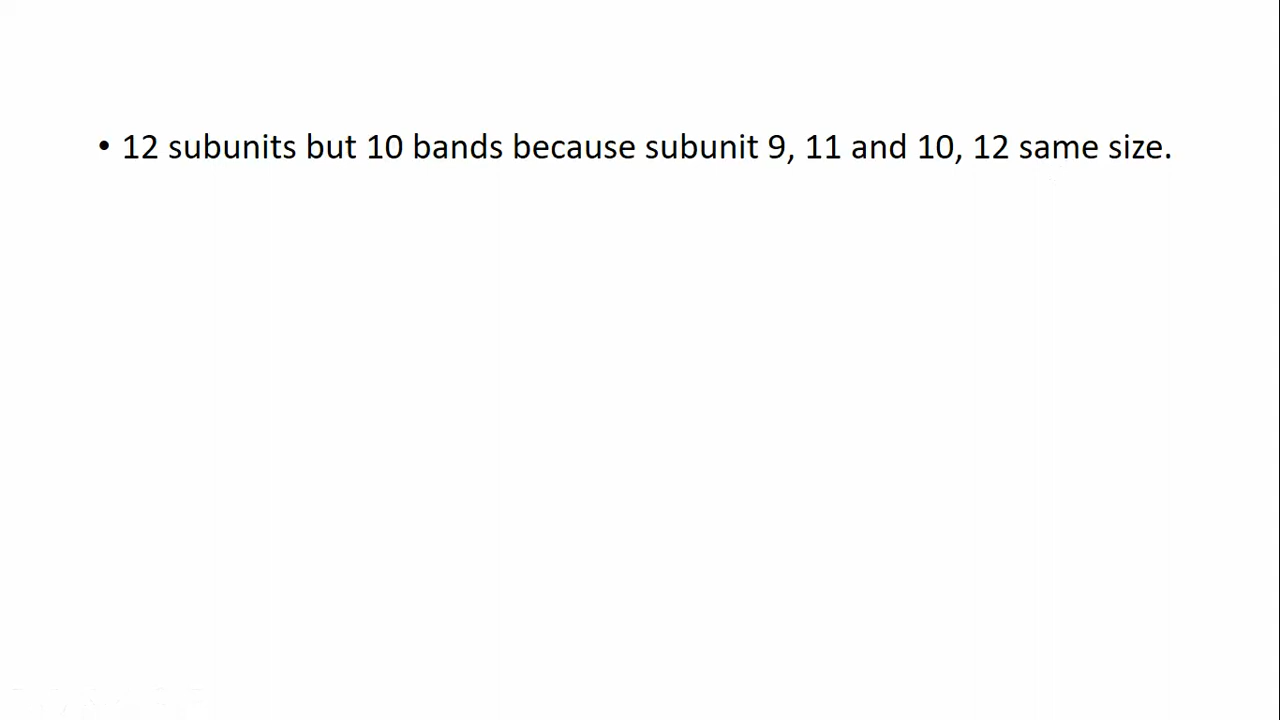 • 12 subunits but 10 bands because subunit 9, 11 and 10, 12 same size.